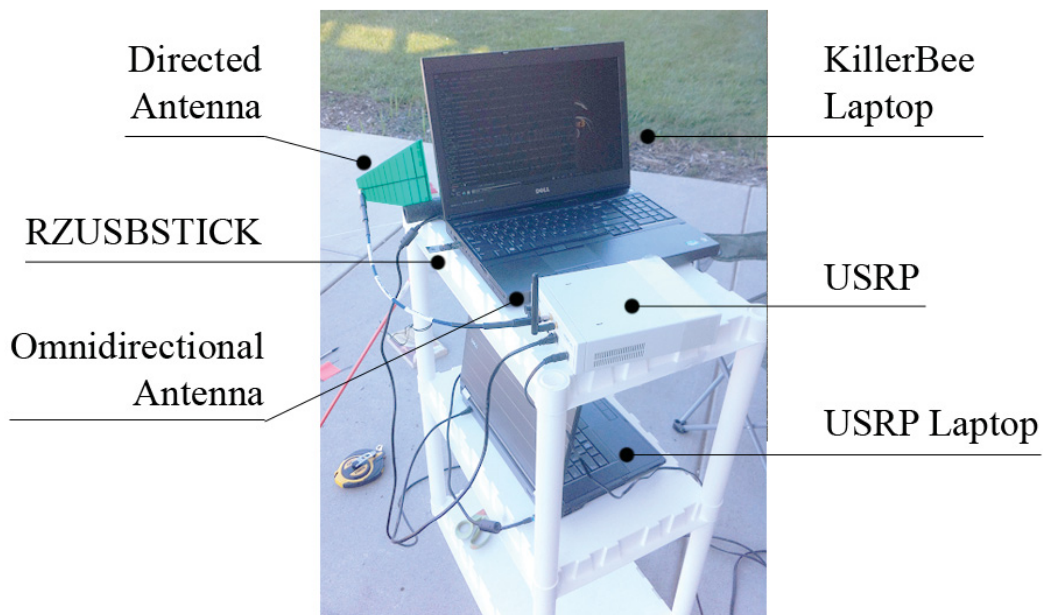 Directed
Antenna
KillerBee
Laptop
RZUSBSTICK
USRP
Omnidirectional
Antenna
USRP Laptop
DELL